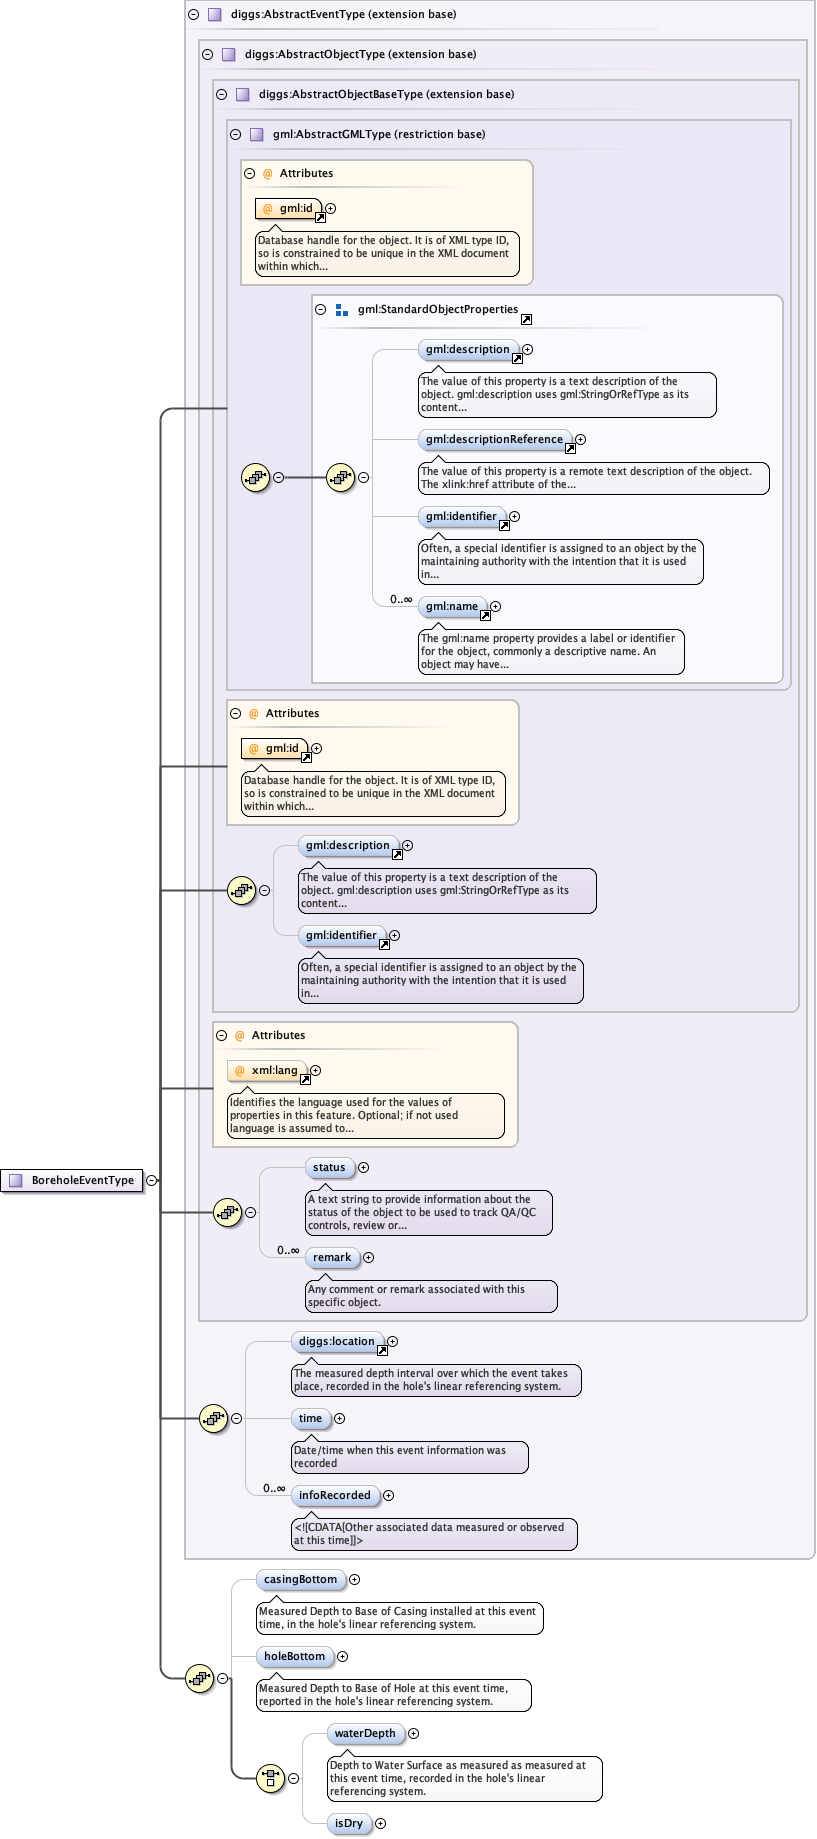 diggs:AbstractEventType (extension base)
diggs:AbstractObjectType (extension base)
diggs:AbstractObjectBaseType (extension base)
gml:AbstractGMLType (restriction base)
@ Attributes
@ gml:id
Database handle for the object. It is of XML type ID,
so is constrained to be unique in the XML document
within which...
gml:StandardObjectProperties
gml:description
The value of this property is a text description of the
object. gml:description uses gml:StringOrRefType as its
content...
gml:descriptionReference
The value of this property is a remote text description of the object.
The xlink:href attribute of the...
gml:identifier
Often, a special identifier is assigned to an object by the
maintaining authority with the intention that it is used
in...
0..∞
gml:name
The gml:name property provides a label or identifier
for the object, commonly a descriptive name. An
object may have...
@ Attributes
@ gml:id
Database handle for the object. It is of XML type ID,
so is constrained to be unique in the XML document
within which...
gml:description
The value of this property is a text description of the
object. gml:description uses gml:StringOrRefType as its
content...
gml:identifier
Often, a special identifier is assigned to an object by the
maintaining authority with the intention that it is used
in...
@ Attributes
@ xml:lang
Identifies the language used for the values of
properties in this feature. Optional; if not used
language is assumed to...
BoreholeEventType
status
A text string to provide information about the
status of the object to be used to track QA/QC
controls, review or...
0..∞
remark
Any comment or remark associated with this
specific object.
diggs:location
The measured depth interval over which the event takes
place, recorded in the hole's linear referencing system.
time
Date/time when this event information was
recorded
0..∞
infoRecorded
<![CDATA[Other associated data measured or observed
at this time]]>
casingBottom
Measured Depth to Base of Casing installed at this event
time, in the hole's linear referencing system.
holeBottom
Measured Depth to Base of Hole at this event time,
reported in the hole's linear referencing system.
waterDepth
Depth to Water Surface as measured as measured at
this event time, recorded in the hole's linear
referencing system.
isDry